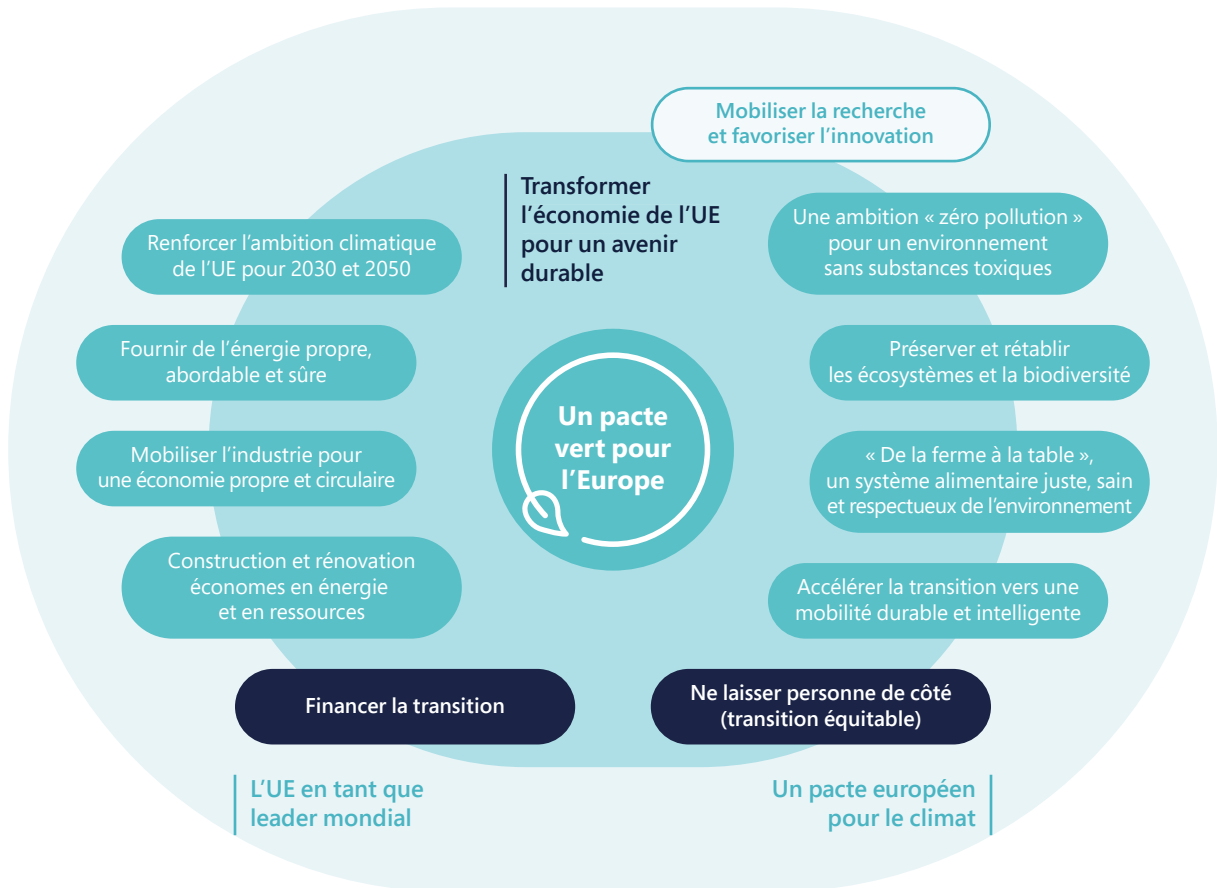 Mobiliser la recherche
et favoriser l’innovation
Transformer
l’économie de l’UE
pour un avenir
durable
Renforcer l’ambition climatique
de l’UE pour 2030 et 2050
Fournir de l’énergie propre,
abordable et sûre
Mobiliser l’industrie pour
une économie propre et circulaire
Construction et rénovation
économes en énergie
et en ressources
Un pacte
vert pour
l’Europe
Une ambition « zéro pollution »
pour un environnement
sans substances toxiques
Préserver et rétablir
les écosystèmes et la biodiversité
« De la ferme à la table »,
un système alimentaire juste, sain
et respectueux de l’environnement
Accélérer la transition vers une
mobilité durable et intelligente
Financer la transition
Ne laisser personne de côté
(transition équitable)
L’UE en tant que
leader mondial
Un pacte européen
pour le climat